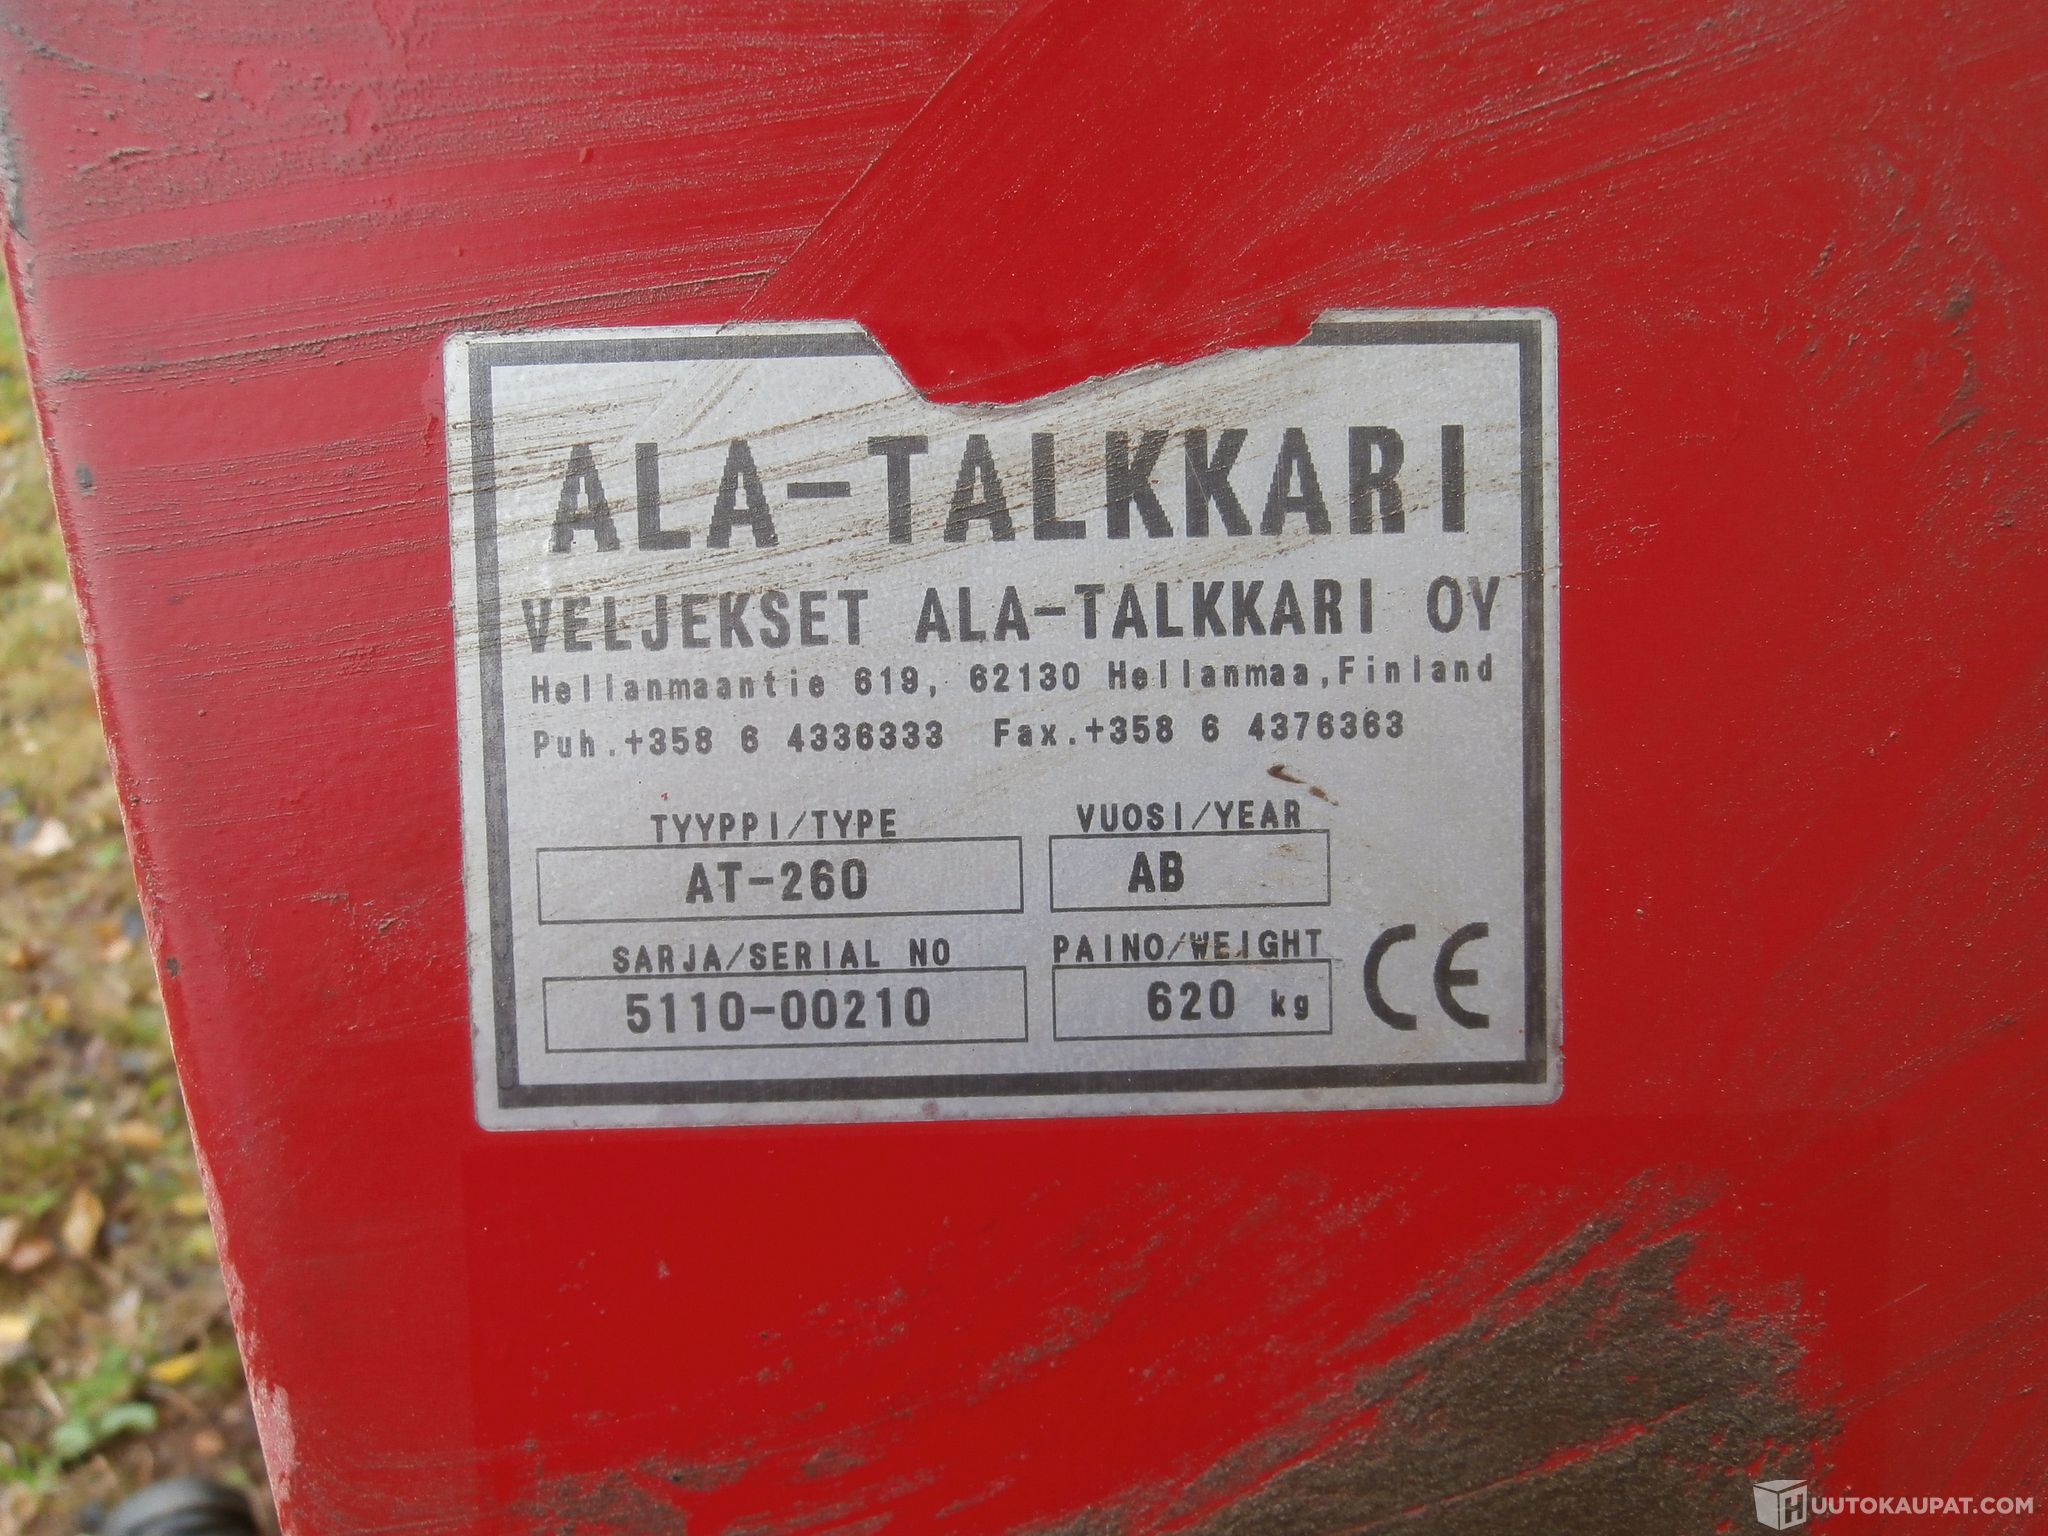 ALA-TALKKARI
VELJEKSET ALA-TALKKARI OY
Hellanmaantie 619, 62130 Hellanmaa, Finland
Puh.+358 6 4336333 Fax.+358 6 4376363
TYYPPI/TYPE VUOSI/YEAR
AT-260 AB
SARJA/SERIAL NO PAINO/WEIGHT
5110-00210 620 kg CE
HUUTOKAUPAT.COM